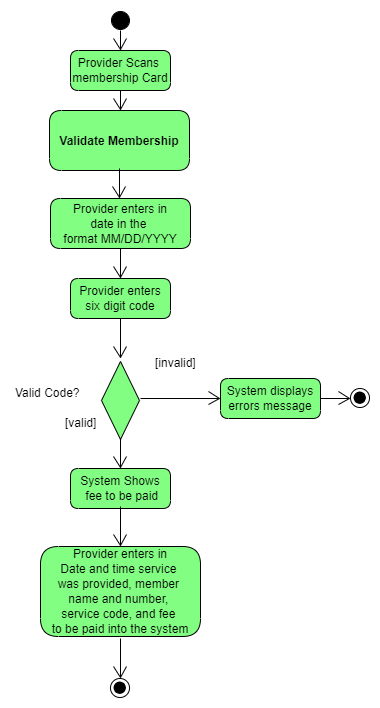 Provider Scans
membership Card
Validate Membership
Provider enters in
date in the
format MM/DD/YYYY
Provider enters
six digit code
[invalid]
Valid Code?
System displays
errors message
[valid]
System Shows
fee to be paid
Provider enters in
Date and time service
was provided, member
name and number,
service code, and fee
to be paid into the system